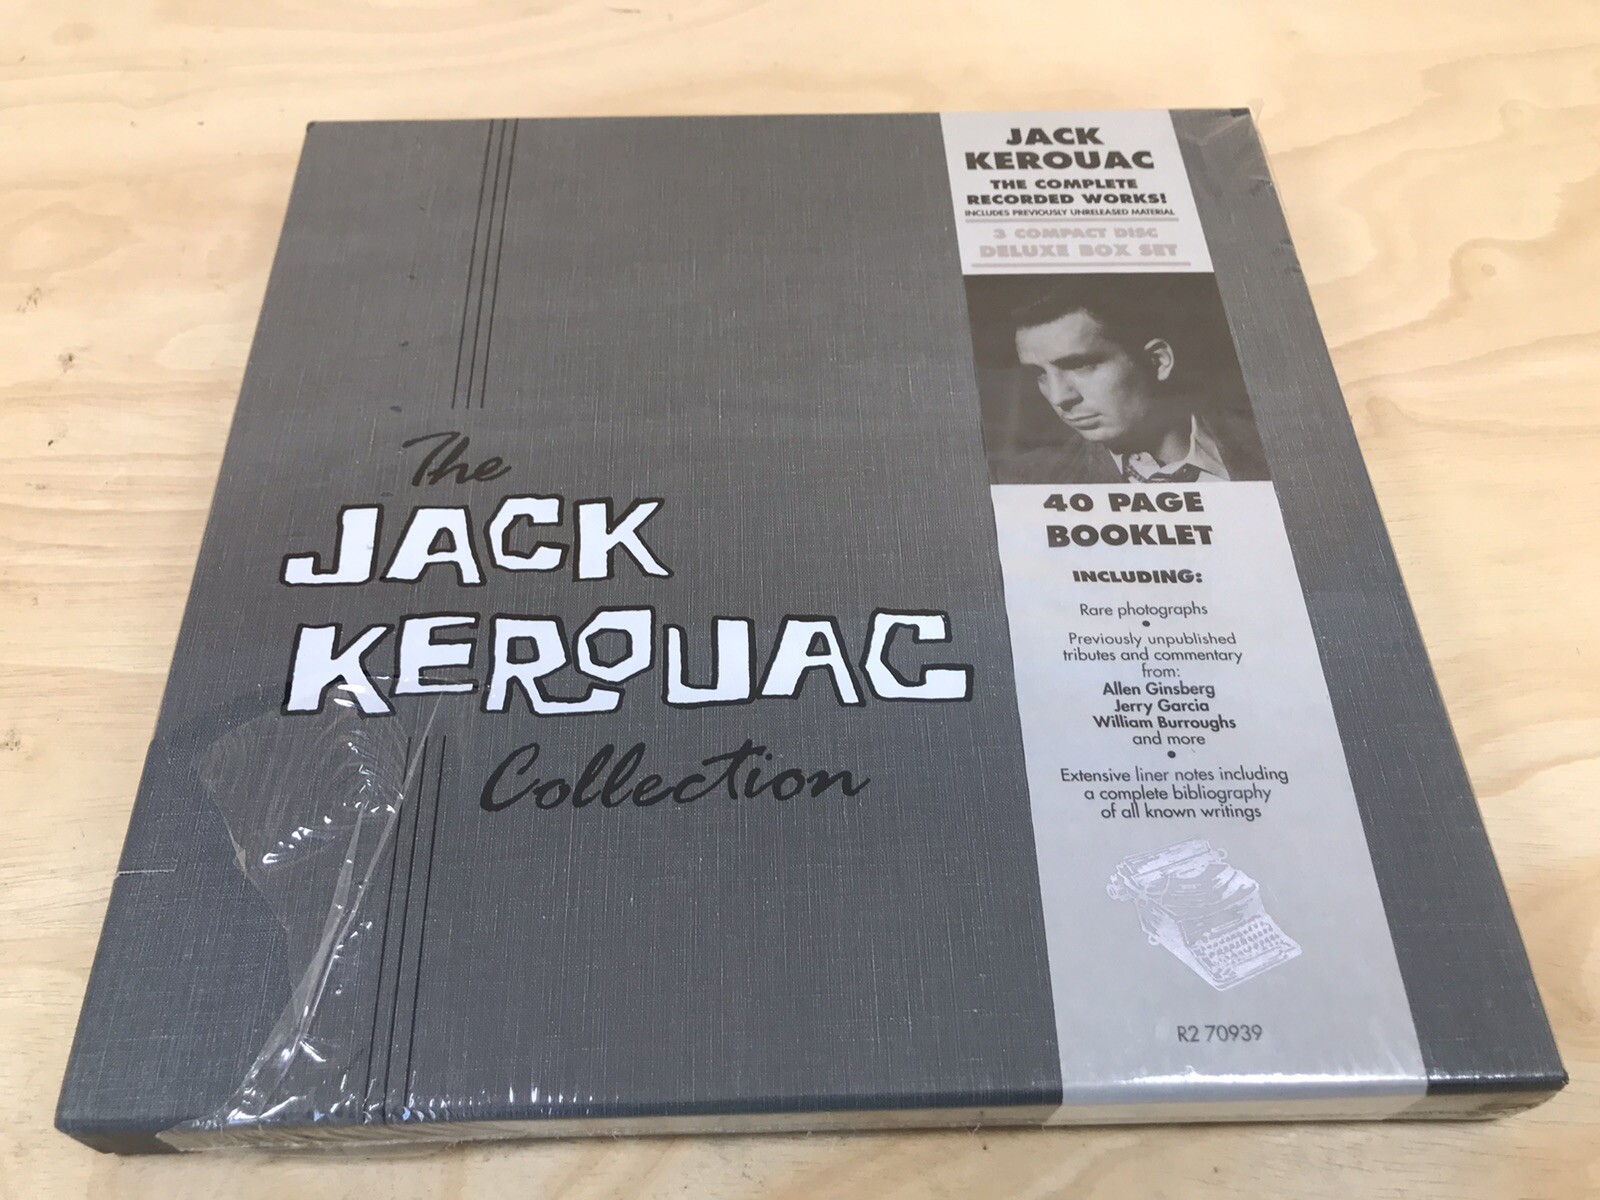 The
JACK
KEROUAC
Collection
JACK
KEROUAC
THE COMPLETE
RECORDED WORKS!
INCLUDES PREVIOUSLY UNRELEASED MATERIAL
3 COMPACT DISC
DELUXE BOX SET
40 PAGE
BOOKLET
INCLUDING:
Rare photographs
•
Previously unpublished
tributes and commentary
from:
Allen Ginsberg
Jerry Garcia
William Burroughs
and more
•
Extensive liner notes including
a complete bibliography
of all known writings
R2 70939